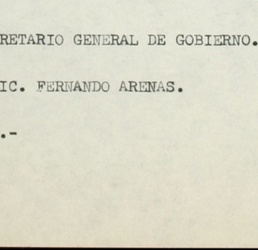 RETARIO GENERAL DE GOBIERNO.
IC. FERNANDO ARENAS.
.-